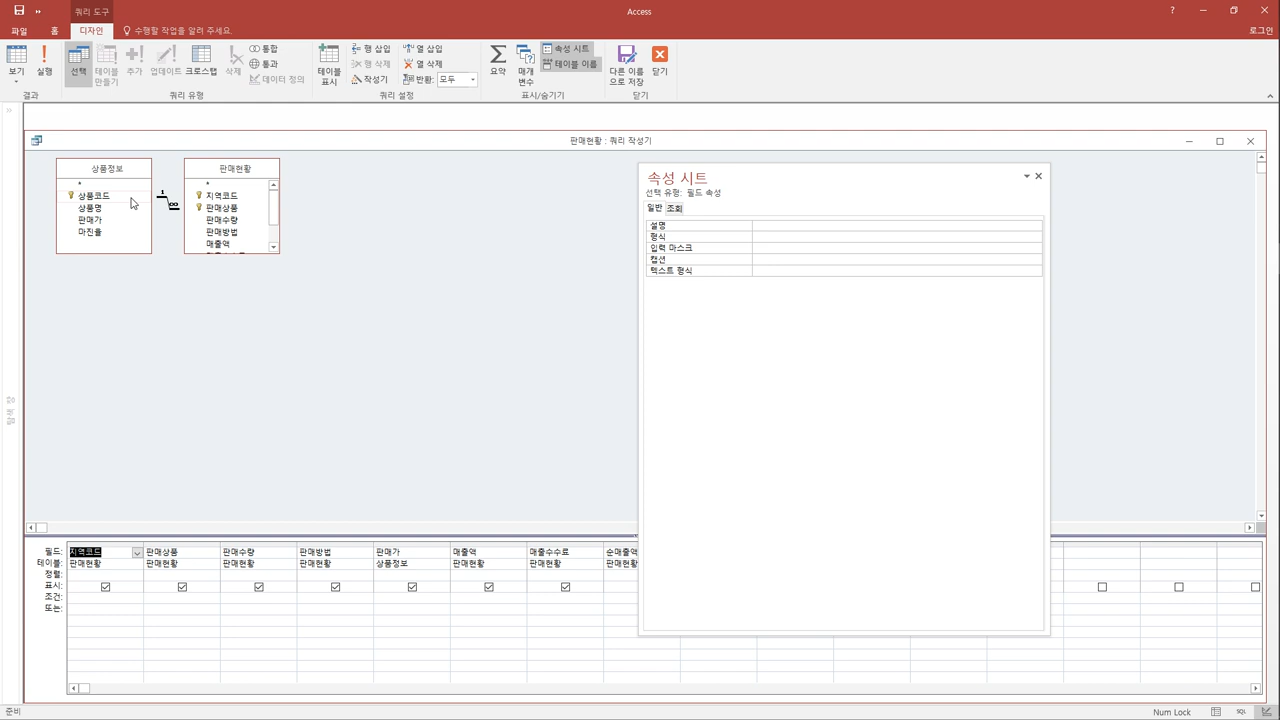 쿼리 도구
Access
파일
홈
디자인
수행할 작업을 알려 주세요.
로그인
보기
실행
선택
테이블 만들기
추가
업데이트
크로스탭
삭제
통합
통과
데이터 정의
테이블 표시
행 삽입
행 삭제
작성기
열 삽입
열 삭제
반환: 모두
요약
매개 변수
속성 시트
테이블 이름
다른 이름으로 저장
닫기
결과
쿼리 유형
쿼리 설정
표시/숨기기
닫기
판매현황 : 쿼리 작성기
상품정보
*
상품코드
상품명
판매가
마진율
1
∞
판매현황
*
지역코드
판매상품
판매수량
판매방법
매출액
속성 시트
선택 유형: 필드 속성
일반 조회
설명
형식
입력 마스크
캡션
텍스트 형식
탐색 창
필드: 지역코드 판매상품 판매수량 판매방법 판매가 매출액 매출수수료 순매출액
테이블: 판매현황 판매현황 판매현황 판매현황 상품정보 판매현황 판매현황 판매현황
정렬:
표시:
조건:
또는:
준비
Num Lock
SQL